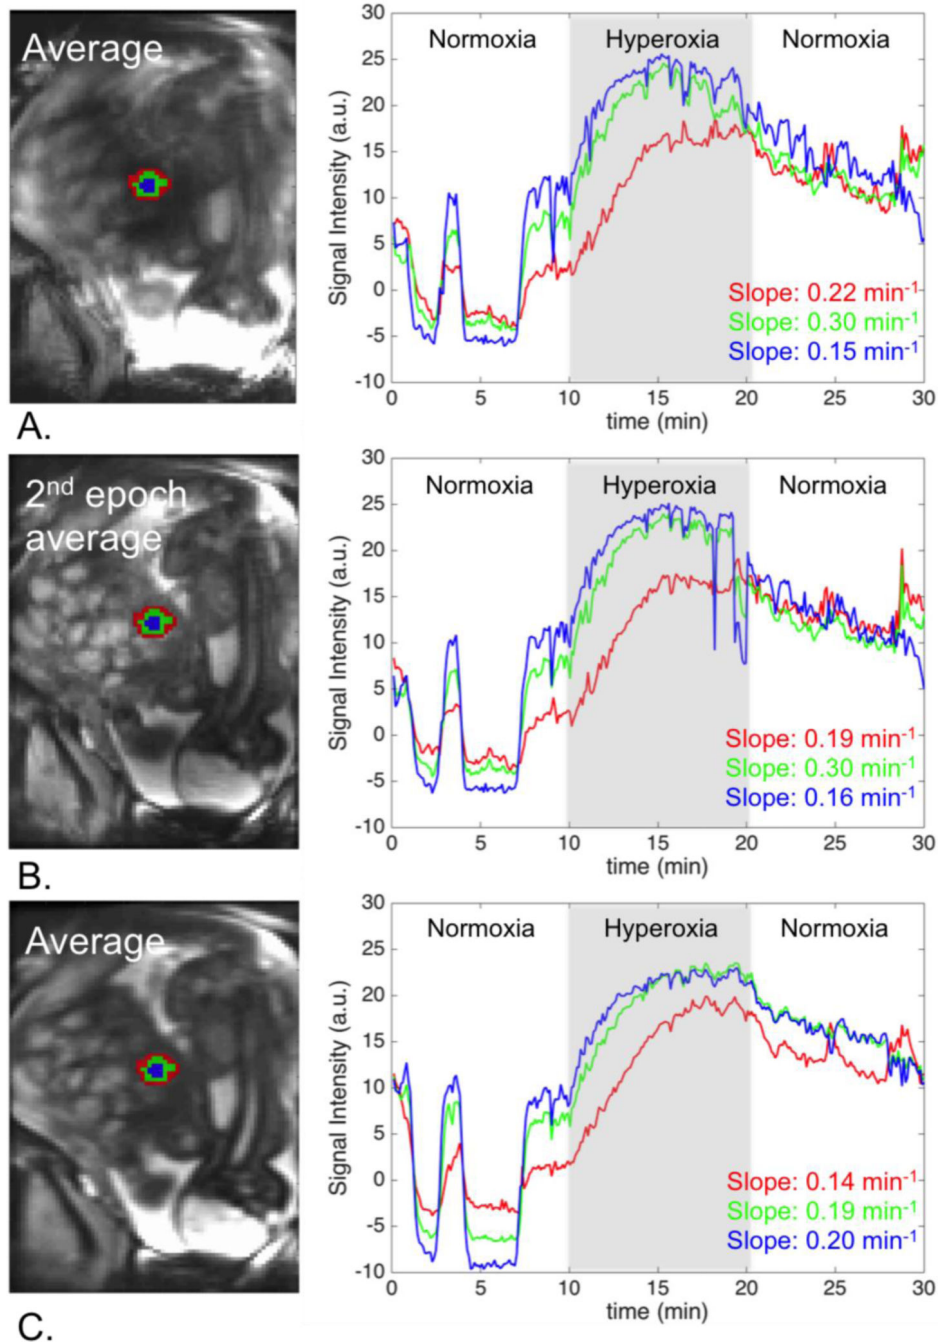 Average
A.
30
25
20
15
10
5
0
-5
-10
Signal Intensity (a.u.)
Normoxia Hyperoxia Normoxia
Slope: 0.22 min-1
Slope: 0.30 min-1
Slope: 0.15 min-1
0 5 10 15 20 25 30
time (min)
2nd epoch
average
B.
30
25
20
15
10
5
0
-5
-10
Signal Intensity (a.u.)
Normoxia Hyperoxia Normoxia
Slope: 0.19 min-1
Slope: 0.30 min-1
Slope: 0.16 min-1
0 5 10 15 20 25 30
time (min)
Average
C.
30
25
20
15
10
5
0
-5
-10
Signal Intensity (a.u.)
Normoxia Hyperoxia Normoxia
Slope: 0.14 min-1
Slope: 0.19 min-1
Slope: 0.20 min-1
0 5 10 15 20 25 30
time (min)